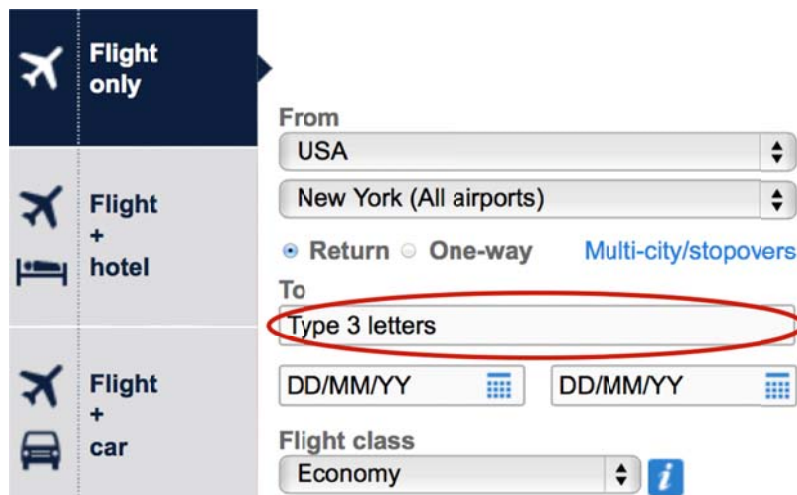 Flight
only
From
USA
New York (All airports)
Flight
+
hotel
Return One-way Multi-city/stopovers
To
Type 3 letters
DD/MM/YY DD/MM/YY
Flight
+
car
Flight class
Economy
i